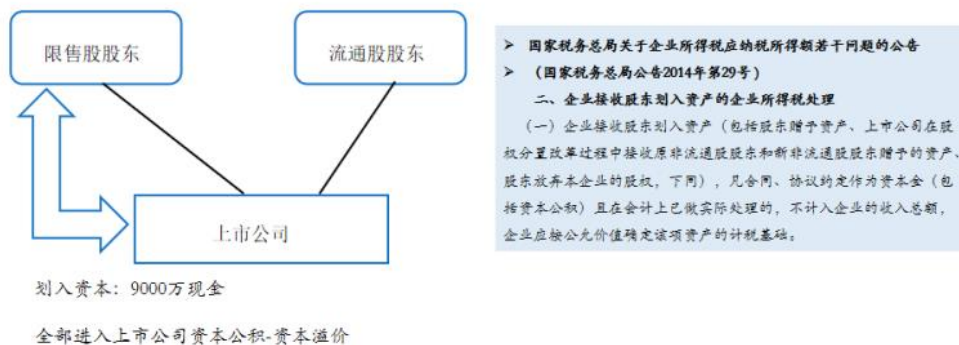 限售股股东
流通股股东
上市公司
划入资本：9000万现金
全部进入上市公司资本公积-资本溢价
➢ 国家税务总局关于企业所得税应纳税所得额若干问题的公告
➢ （国家税务总局公告2014年第29号）
二、企业接收股东划入资产的企业所得税处理
（一）企业接收股东划入资产（包括股东赠予资产、上市公司在股
权分置改革过程中接收原非流通股股东和新非流通股股东赠予的资产、
股东放弃本企业的股权，下同），凡合同、协议约定作为资本金（包
括资本公积）且在会计上已做实际处理的，不计入企业的收入总额，
企业应按公允价值确定该项资产的计税基础。